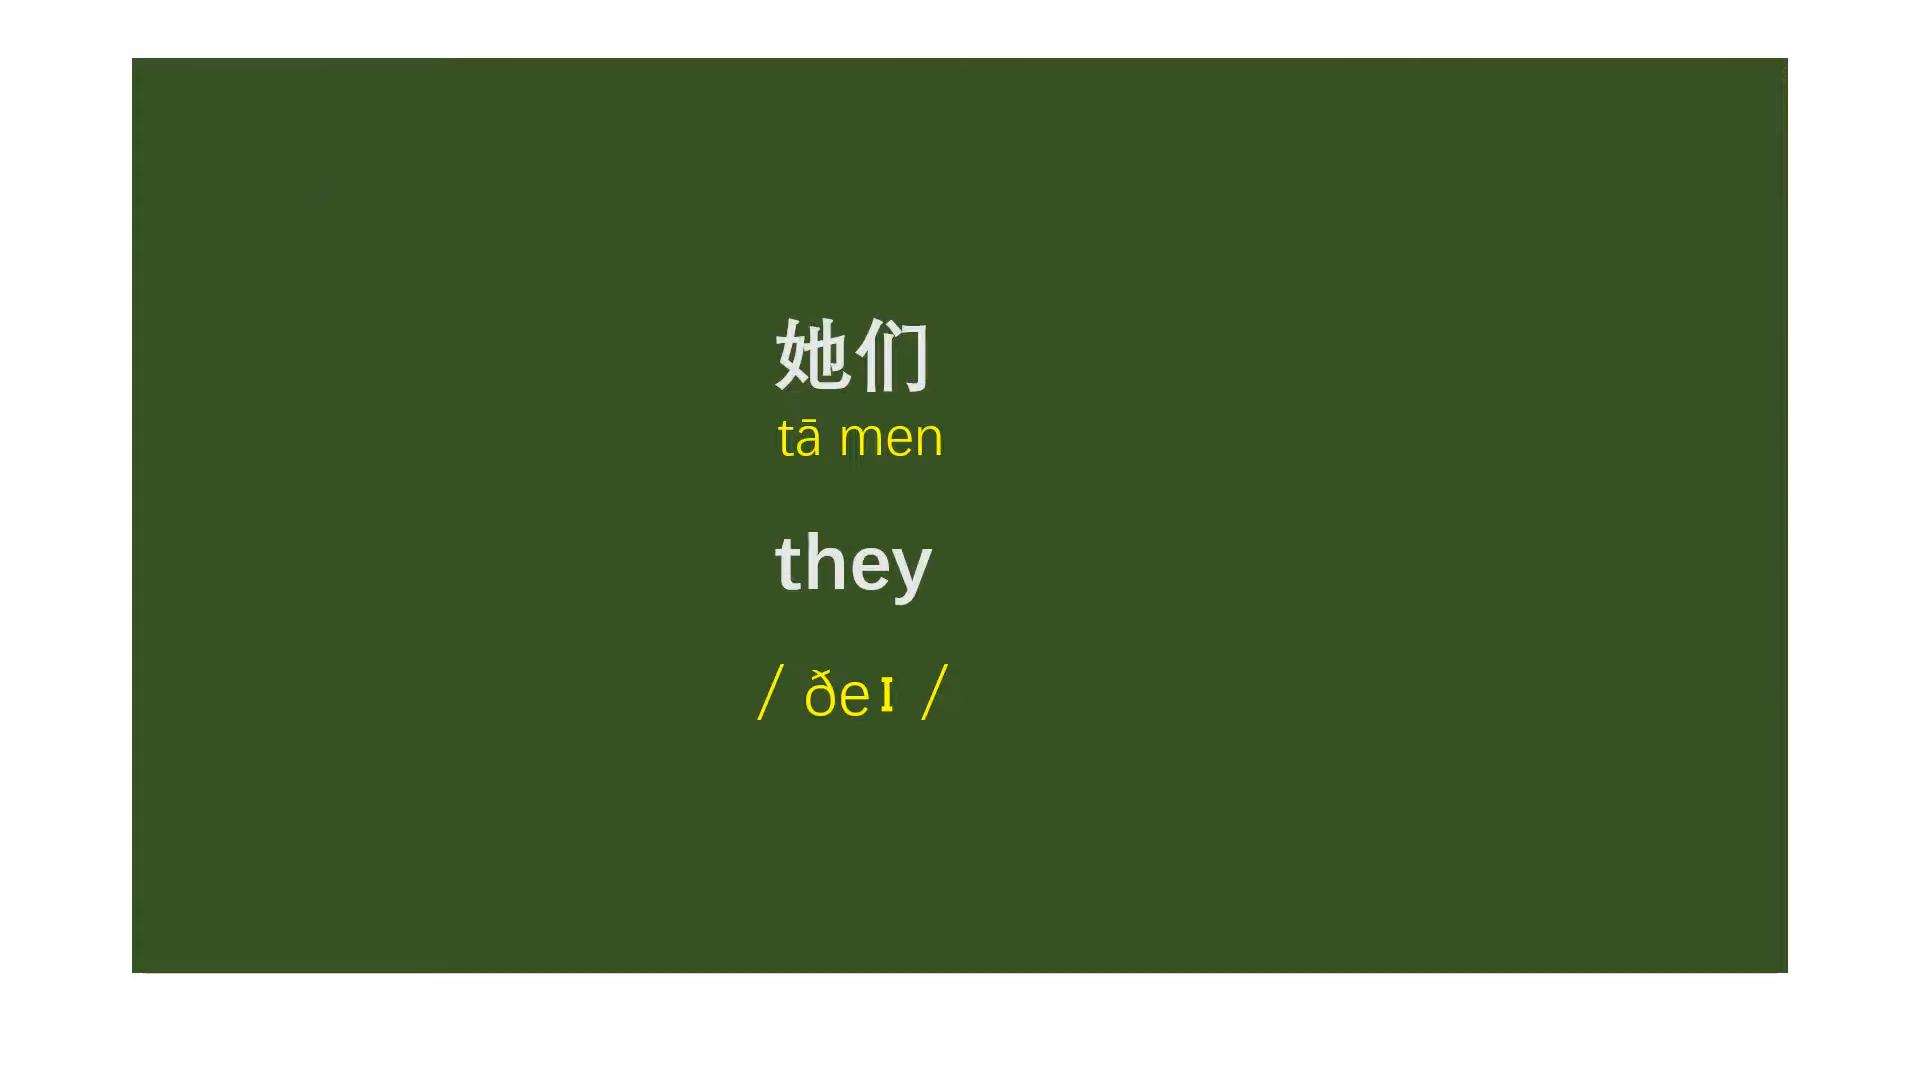 她们
tā men
they
/ ðeɪ /